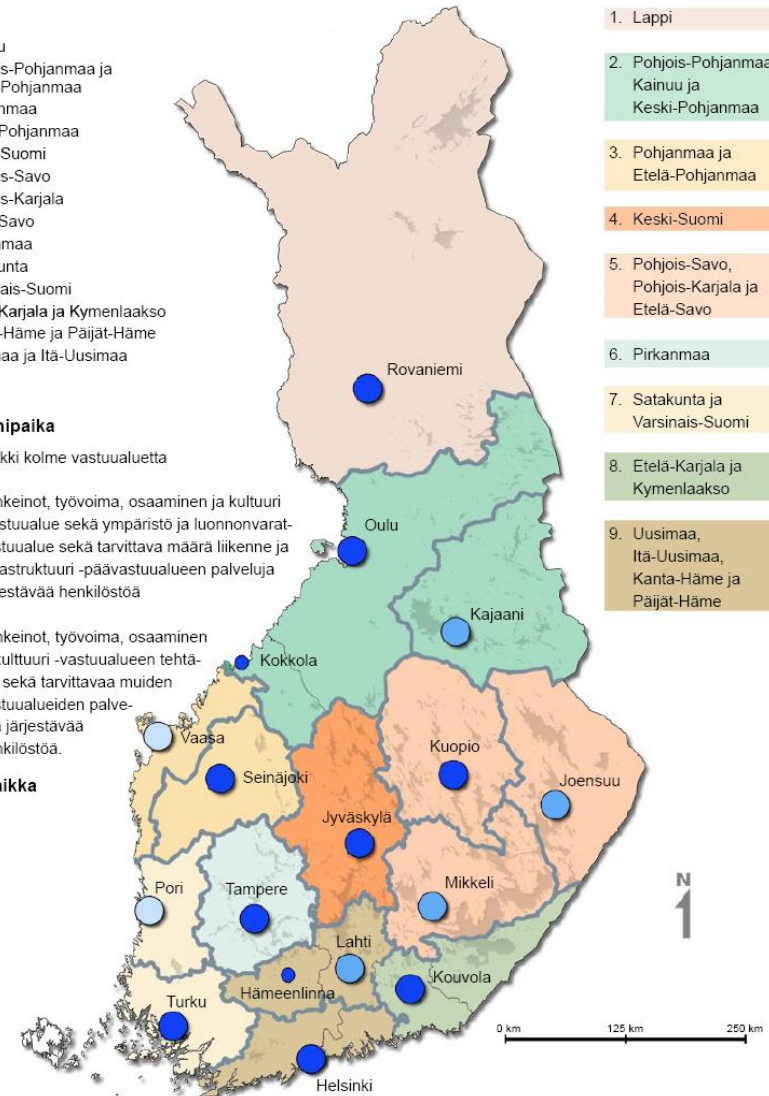 u
s-Pohjanmaa ja
-Pohjanmaa
nmaa
Pohjanmaa
-Suomi
s-Savo
s-Karjala
Savo
nmaa
unta
nais-Suomi
Karjala ja Kymenlaakso
-Häme ja Päijät-Häme
maa ja Itä-Uusimaa
nipaika
kki kolme vastuualuetta
nkeinot, työvoima, osaaminen ja kultuuri
stuualue sekä ympäristö ja luonnonvarat-
stuualue sekä tarvittava määrä liikenne ja
astruktuuri -päävastuualueen palveluja
estävää henkilöstöä
nkeinot, työvoima, osaaminen
kulttuuri -vastuualueen tehtä-
sekä tarvittavaa muiden
stuualueiden palve-
a järjestävää
nkilöstöä.
aikka
1. Lappi
2. Pohjois-Pohjanmaa
Kainuu ja
Keski-Pohjanmaa
3. Pohjanmaa ja
Etelä-Pohjanmaa
4. Keski-Suomi
5. Pohjois-Savo,
Pohjois-Karjala ja
Etelä-Savo
6. Pirkanmaa
7. Satakunta ja
Varsinais-Suomi
8. Etelä-Karjala ja
Kymenlaakso
9. Uusimaa,
Itä-Uusimaa,
Kanta-Häme ja
Päijät-Häme
Rovaniemi
Oulu
Kajaani
Kokkola
Vaasa
Seinäjoki
Kuopio
Joensuu
Jyväskylä
Pori
Tampere
Mikkeli
Lahti
Hämeenlinna
Kouvola
Turku
Helsinki
N
0 km 125 km 250 km